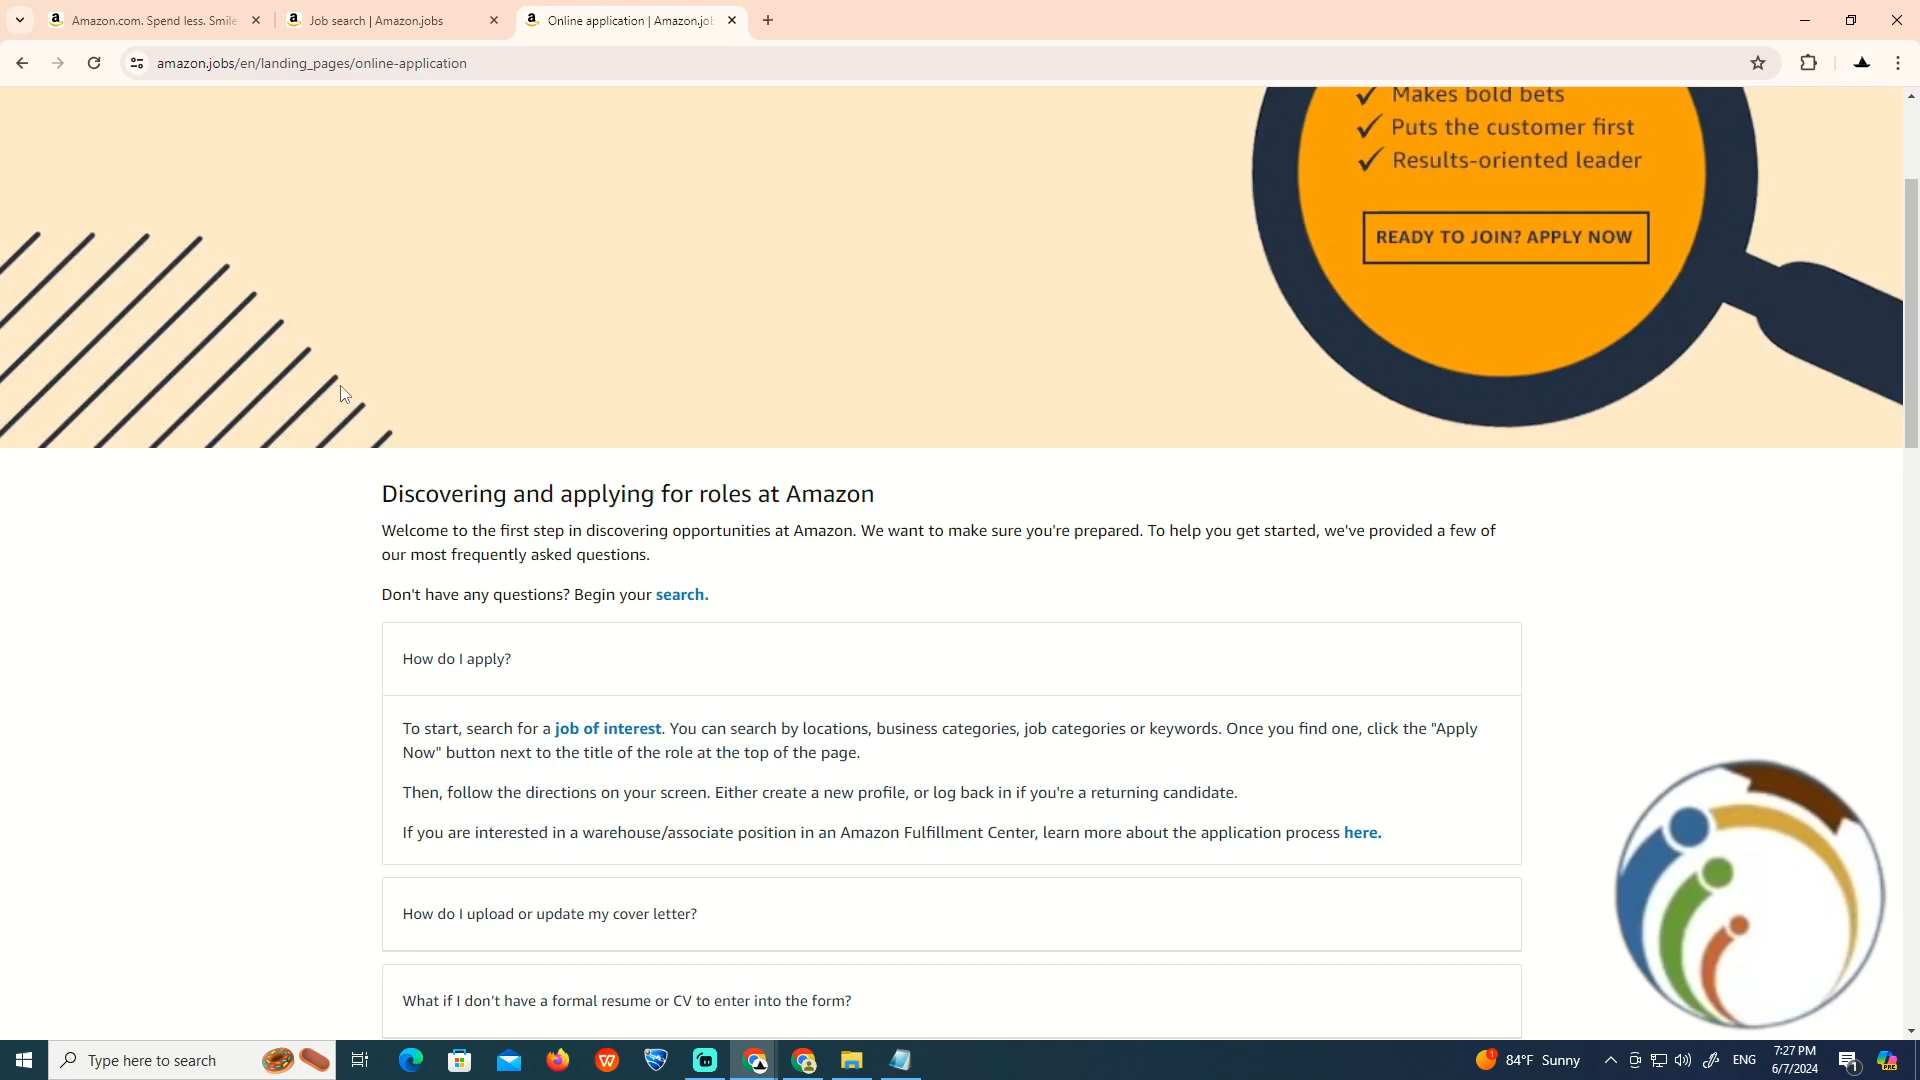 Amazon.com. Spend less. Smile
Job search | Amazon.jobs
Online application | Amazon.job
amazon.jobs/en/landing_pages/online-application
Makes bold bets
Puts the customer first
Results-oriented leader
READY TO JOIN? APPLY NOW
Discovering and applying for roles at Amazon
Welcome to the first step in discovering opportunities at Amazon. We want to make sure you're prepared. To help you get started, we've provided a few of
our most frequently asked questions.
Don't have any questions? Begin your search.
How do I apply?
To start, search for a job of interest. You can search by locations, business categories, job categories or keywords. Once you find one, click the "Apply
Now" button next to the title of the role at the top of the page.
Then, follow the directions on your screen. Either create a new profile, or log back in if you're a returning candidate.
If you are interested in a warehouse/associate position in an Amazon Fulfillment Center, learn more about the application process here.
How do I upload or update my cover letter?
What if I don’t have a formal resume or CV to enter into the form?
Type here to search
84°F Sunny
ENG
7:27 PM
6/7/2024